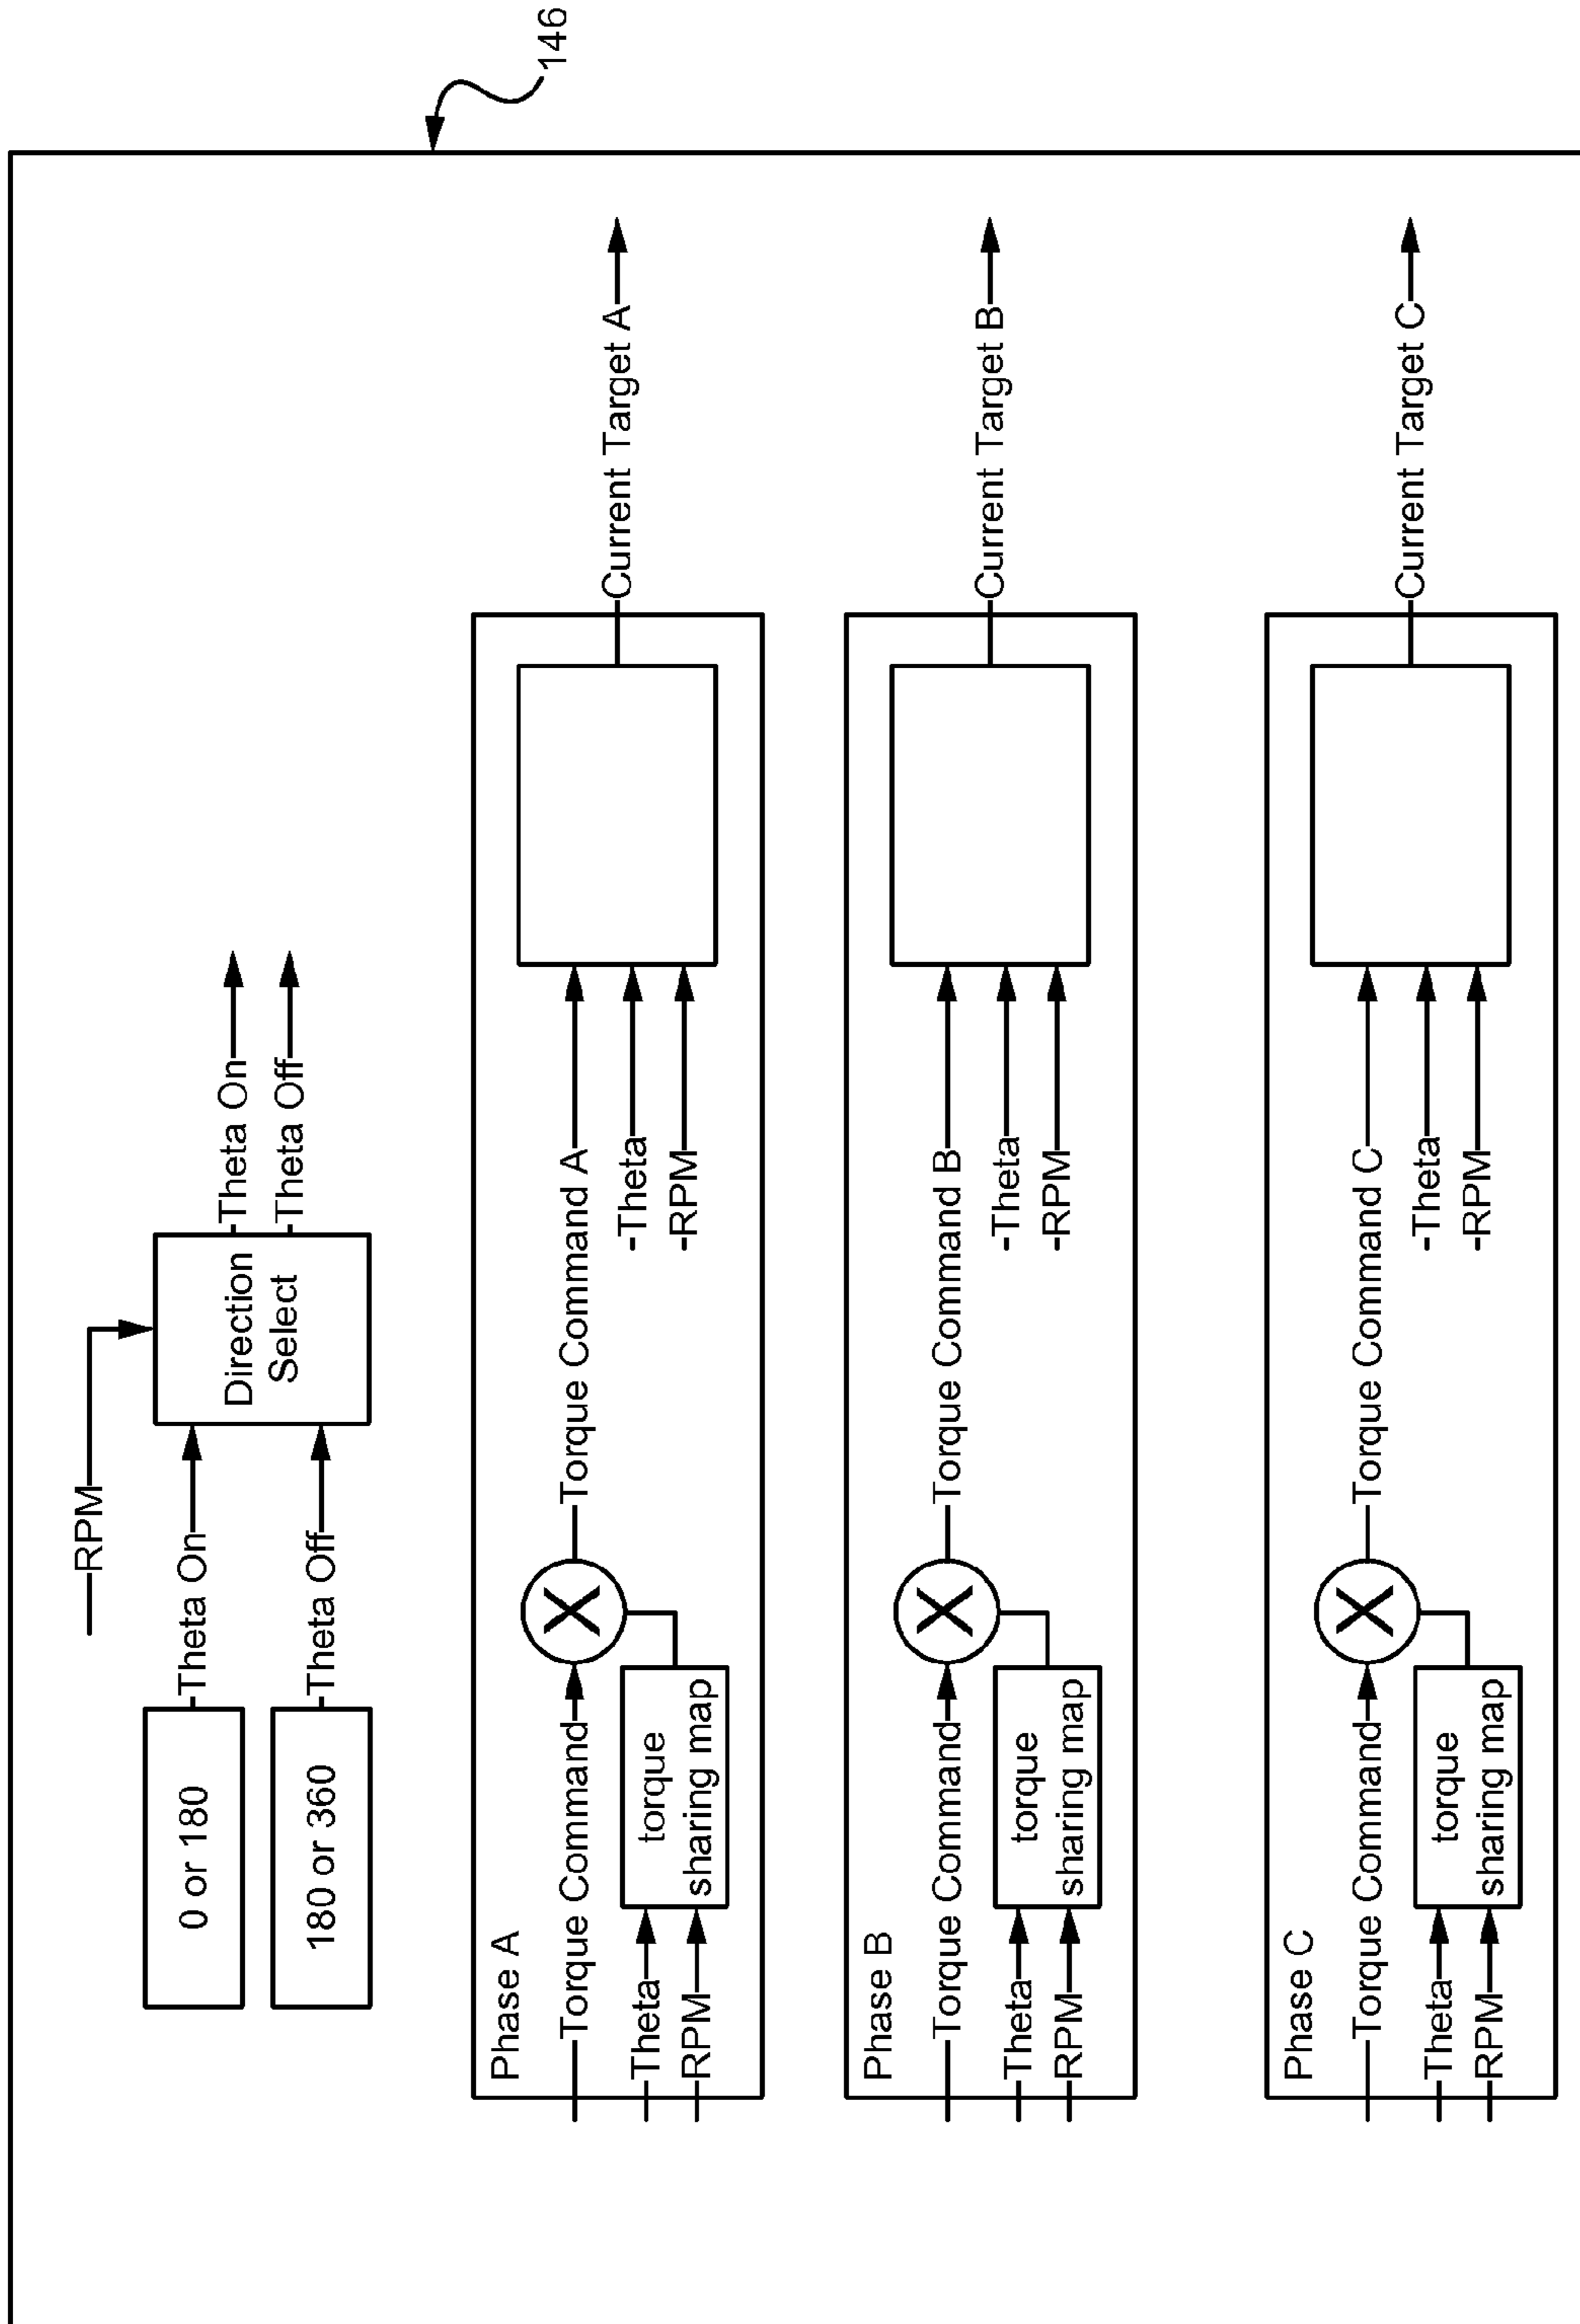 146
RPM
0 or 180
Theta On
Direction
Select
Theta On
180 or 360
Theta Off
Theta Off
Phase A
Torque Command
Torque Command A
Current Target A
Theta
RPM
torque
sharing map
Theta
RPM
Phase B
Torque Command
Torque Command B
Current Target B
Theta
RPM
torque
sharing map
Theta
RPM
Phase C
Torque Command
Torque Command C
Current Target C
Theta
RPM
torque
sharing map
Theta
RPM